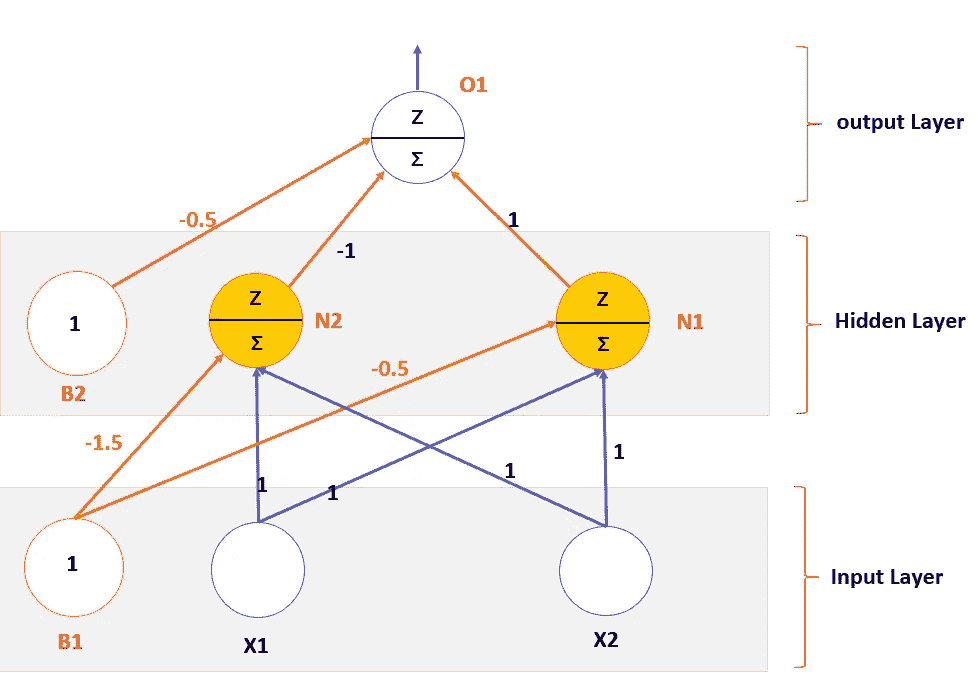 O1
Z
Σ
output Layer
-0.5
1
-1
1
B2
Z
Σ
N2
Z
Σ
N1
Hidden Layer
-0.5
-1.5
1
1
1
1
1
B1
X1
X2
Input Layer